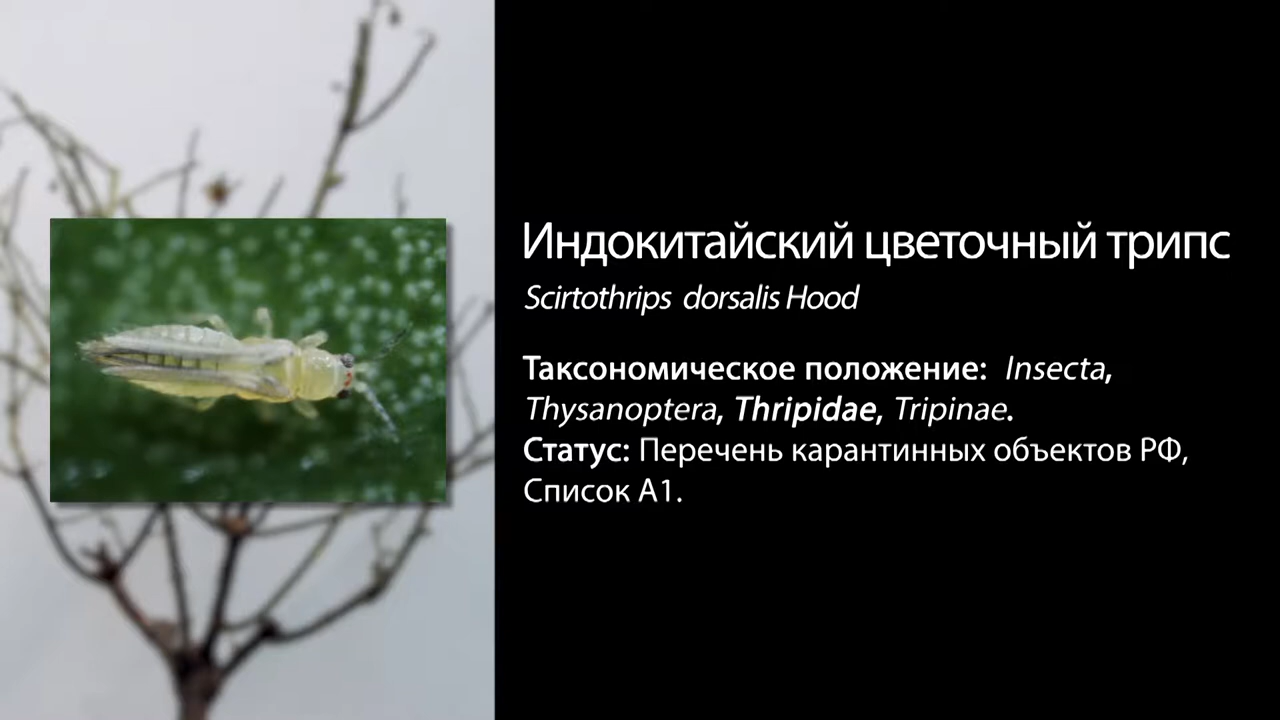 Индокитайский цветочный трипс
Scirtothrips dorsalis Hood
Таксономическое положение: Insecta,
Thysanoptera, Thripidae, Tripinae.
Статус: Перечень карантинных объектов РФ,
Список А1.